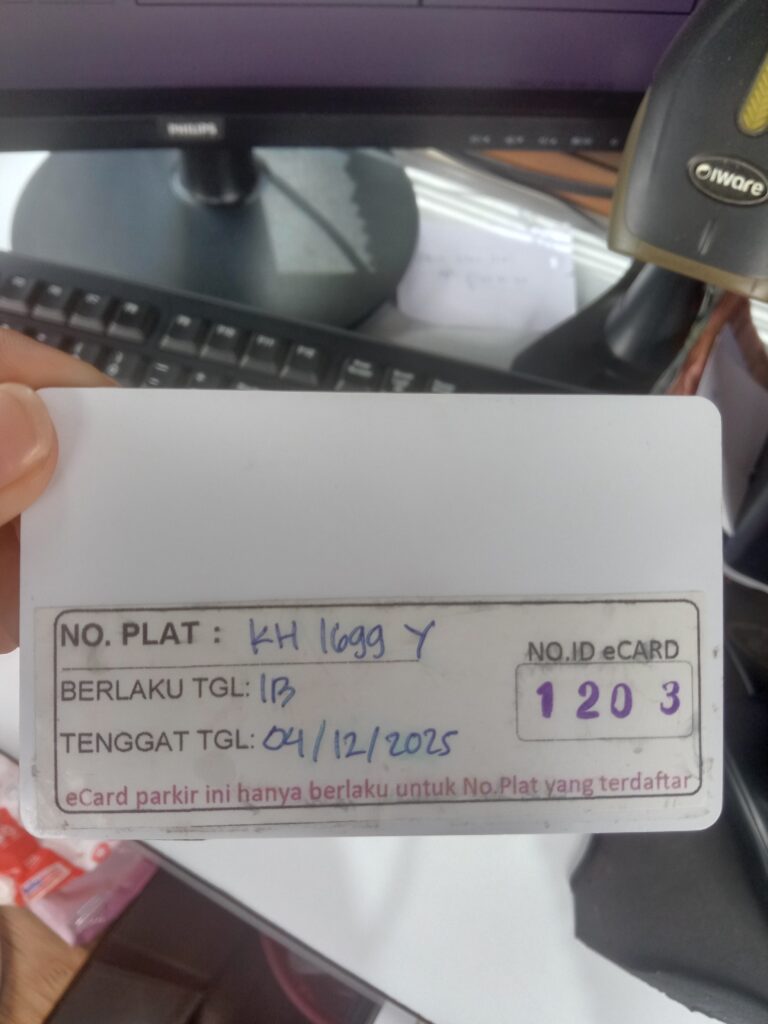 PHILIPS
iware
NO. PLAT : KH 1699 Y
NO.ID eCARD
1203
BERLAKU TGL: 1B
TENGGAT TGL: 04/12/2025
eCard parkir ini hanya berlaku untuk No.Plat yang terdaftar